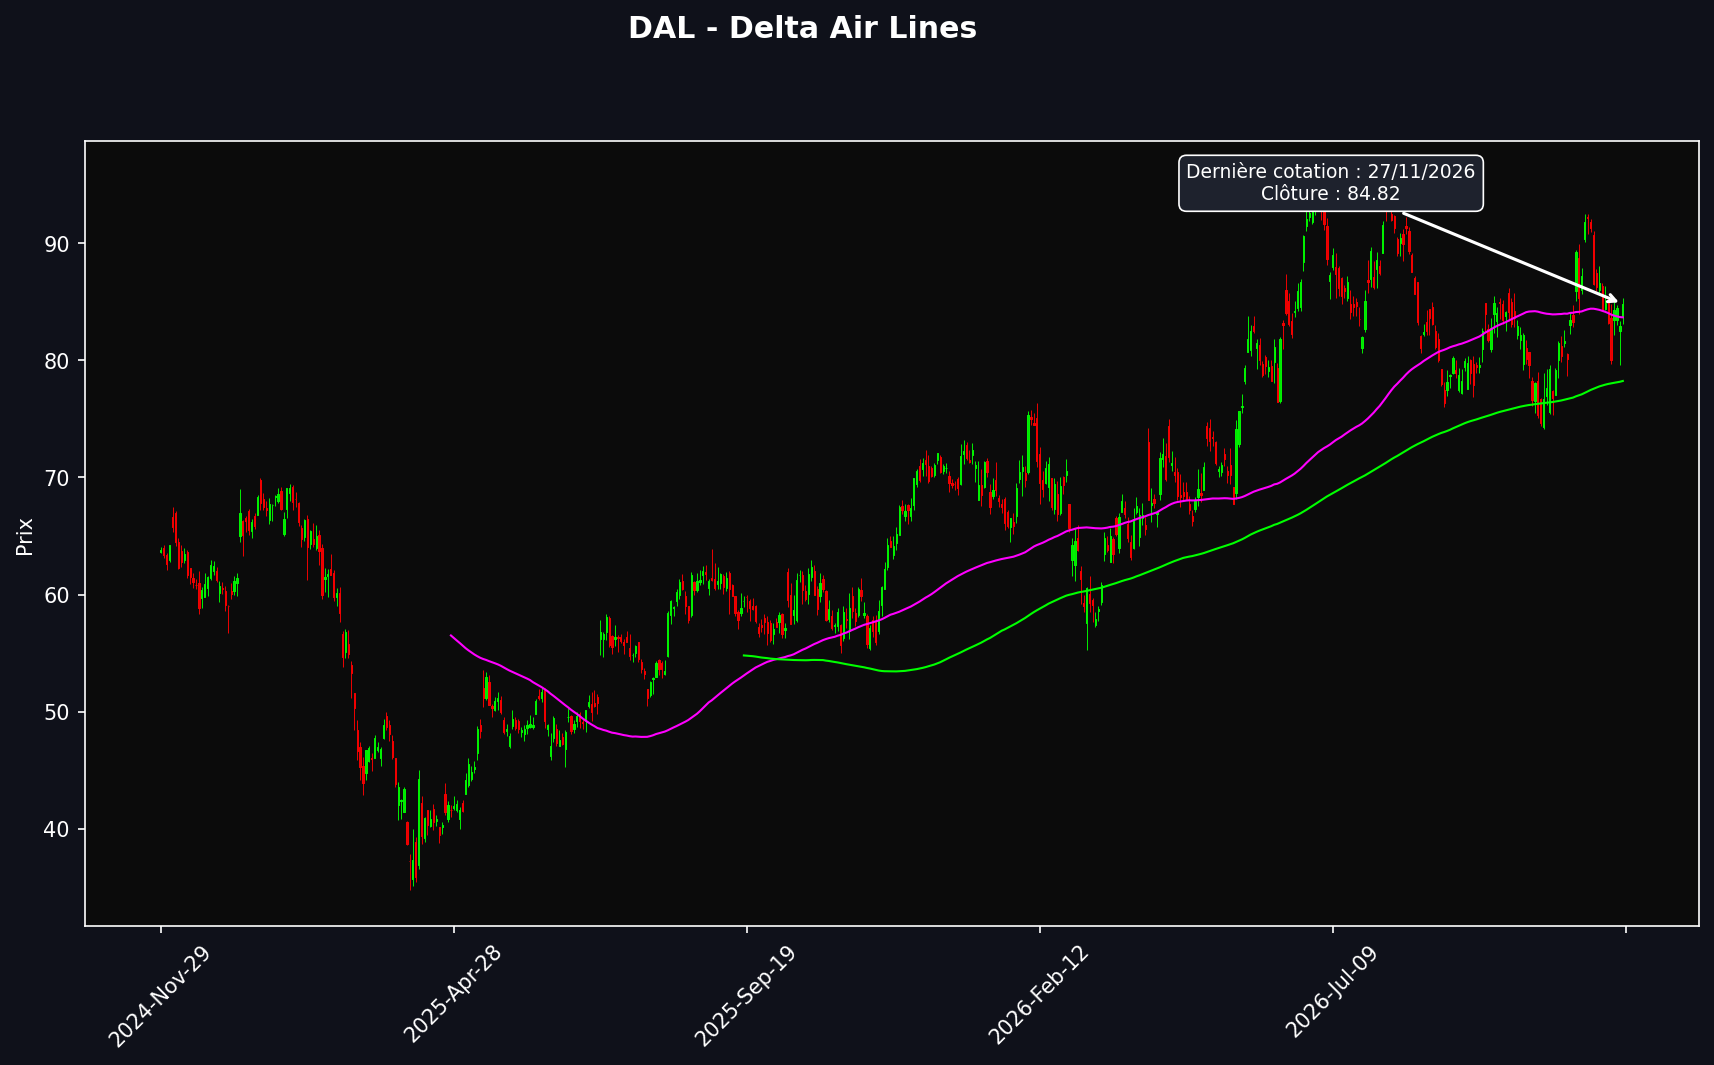 DAL - Delta Air Lines
Dernière cotation : 27/11/2026
Clôture : 84.82
Prix
90
80
70
60
50
40
2024-Nov-29
2025-Apr-28
2025-Sep-19
2026-Feb-12
2026-Jul-09